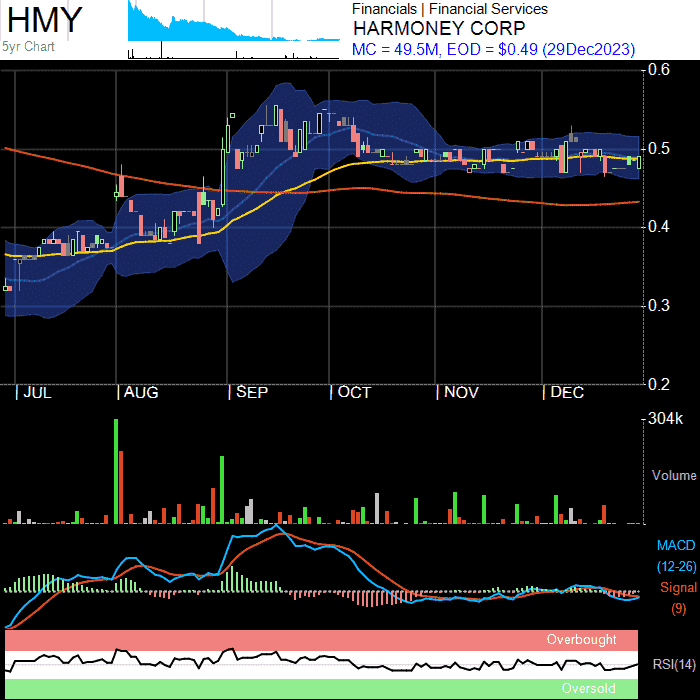 HMY
5yr Chart
Financials | Financial Services
HARMONEY CORP
MC = 49.5M, EOD = $0.49 (29Dec2023)
0.6
0.5
0.4
0.3
0.2
| JUL | AUG | SEP | OCT | NOV | DEC
304k
Volume
MACD
(12-26)
Signal
(9)
Overbought
RSI(14)
Oversold